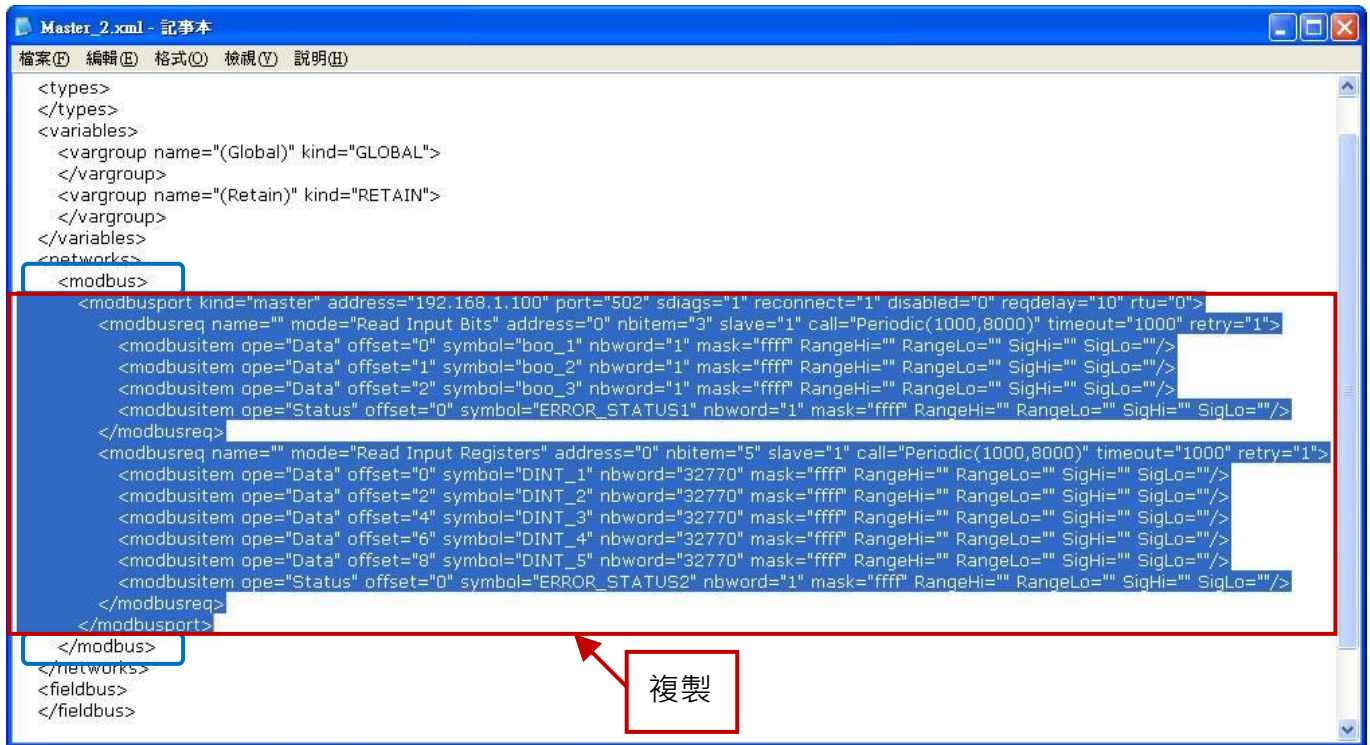 Master_2.xml - 記事本
檔案(F) 編輯(E) 格式(O) 檢視(V) 說明(H)
<types>
</types>
<variables>
<vargroup name="(Global)" kind="GLOBAL">
</vargroup>
<vargroup name="(Retain)" kind="RETAIN">
</vargroup>
</variables>
<networks>
<modbus>
<modbusport kind="master" address="192.168.1.100" port="502" sdiags="1" reconnect="1" disabled="0" reqdelay="10" rtu="0">
<modbusreq name="" mode="Read Input Bits" address="0" nbitem="3" slave="1" call="Periodic(1000,8000)" timeout="1000" retry="1">
<modbusitem ope="Data" offset="0" symbol="boo_1" nbword="1" mask="ffff" RangeHi="" RangeLo="" SigHi="" SigLo=""/>
<modbusitem ope="Data" offset="1" symbol="boo_2" nbword="1" mask="ffff" RangeHi="" RangeLo="" SigHi="" SigLo=""/>
<modbusitem ope="Data" offset="2" symbol="boo_3" nbword="1" mask="ffff" RangeHi="" RangeLo="" SigHi="" SigLo=""/>
<modbusitem ope="Status" offset="0" symbol="ERROR_STATUS1" nbword="1" mask="ffff" RangeHi="" RangeLo="" SigHi="" SigLo=""/>
</modbusreq>
<modbusreq name="" mode="Read Input Registers" address="0" nbitem="5" slave="1" call="Periodic(1000,8000)" timeout="1000" retry="1">
<modbusitem ope="Data" offset="0" symbol="DINT_1" nbword="32770" mask="ffff" RangeHi="" RangeLo="" SigHi="" SigLo=""/>
<modbusitem ope="Data" offset="2" symbol="DINT_2" nbword="32770" mask="ffff" RangeHi="" RangeLo="" SigHi="" SigLo=""/>
<modbusitem ope="Data" offset="4" symbol="DINT_3" nbword="32770" mask="ffff" RangeHi="" RangeLo="" SigHi="" SigLo=""/>
<modbusitem ope="Data" offset="6" symbol="DINT_4" nbword="32770" mask="ffff" RangeHi="" RangeLo="" SigHi="" SigLo=""/>
<modbusitem ope="Data" offset="8" symbol="DINT_5" nbword="32770" mask="ffff" RangeHi="" RangeLo="" SigHi="" SigLo=""/>
<modbusitem ope="Status" offset="0" symbol="ERROR_STATUS2" nbword="1" mask="ffff" RangeHi="" RangeLo="" SigHi="" SigLo=""/>
</modbusreq>
</modbusport>
</modbus>
</networks>
<fieldbus>
</fieldbus>
複製